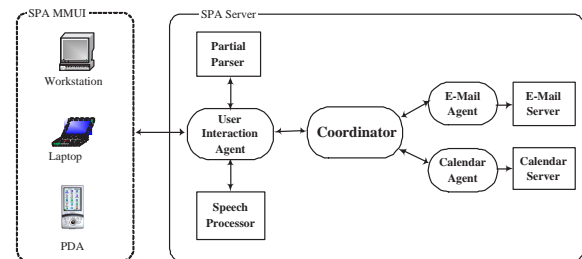 SPA MMUI
Workstation
Laptop
PDA
SPA Server
Partial
Parser
User
Interaction
Agent
Speech
Processor
Coordinator
E-Mail
Agent
E-Mail
Server
Calendar
Agent
Calendar
Server